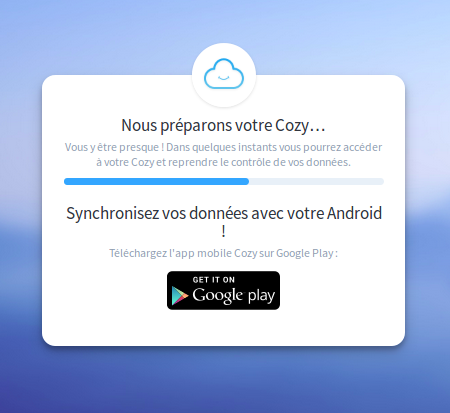 Nous préparons votre Cozy…
Vous y être presque ! Dans quelques instants vous pourrez accéder
à votre Cozy et reprendre le contrôle de vos données.
Synchronisez vos données avec votre Android
!
Téléchargez l'app mobile Cozy sur Google Play :
GET IT ON
Google play